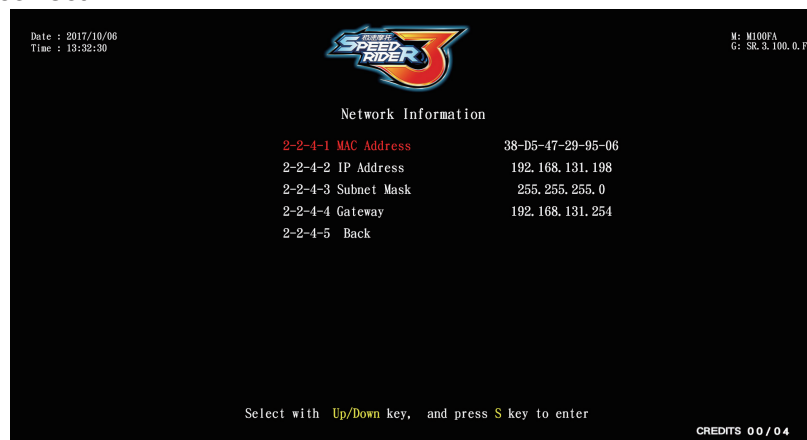 Date : 2017/10/06
Time : 13:32:30
极速摩托
SPEED
RIDER
3
M: M100FA
G: SR.3.100.0.F
Network Information
2-2-4-1 MAC Address 38-D5-47-29-95-06
2-2-4-2 IP Address 192.168.131.198
2-2-4-3 Subnet Mask 255.255.255.0
2-2-4-4 Gateway 192.168.131.254
2-2-4-5 Back
Select with Up/Down key, and press S key to enter
CREDITS 00/04